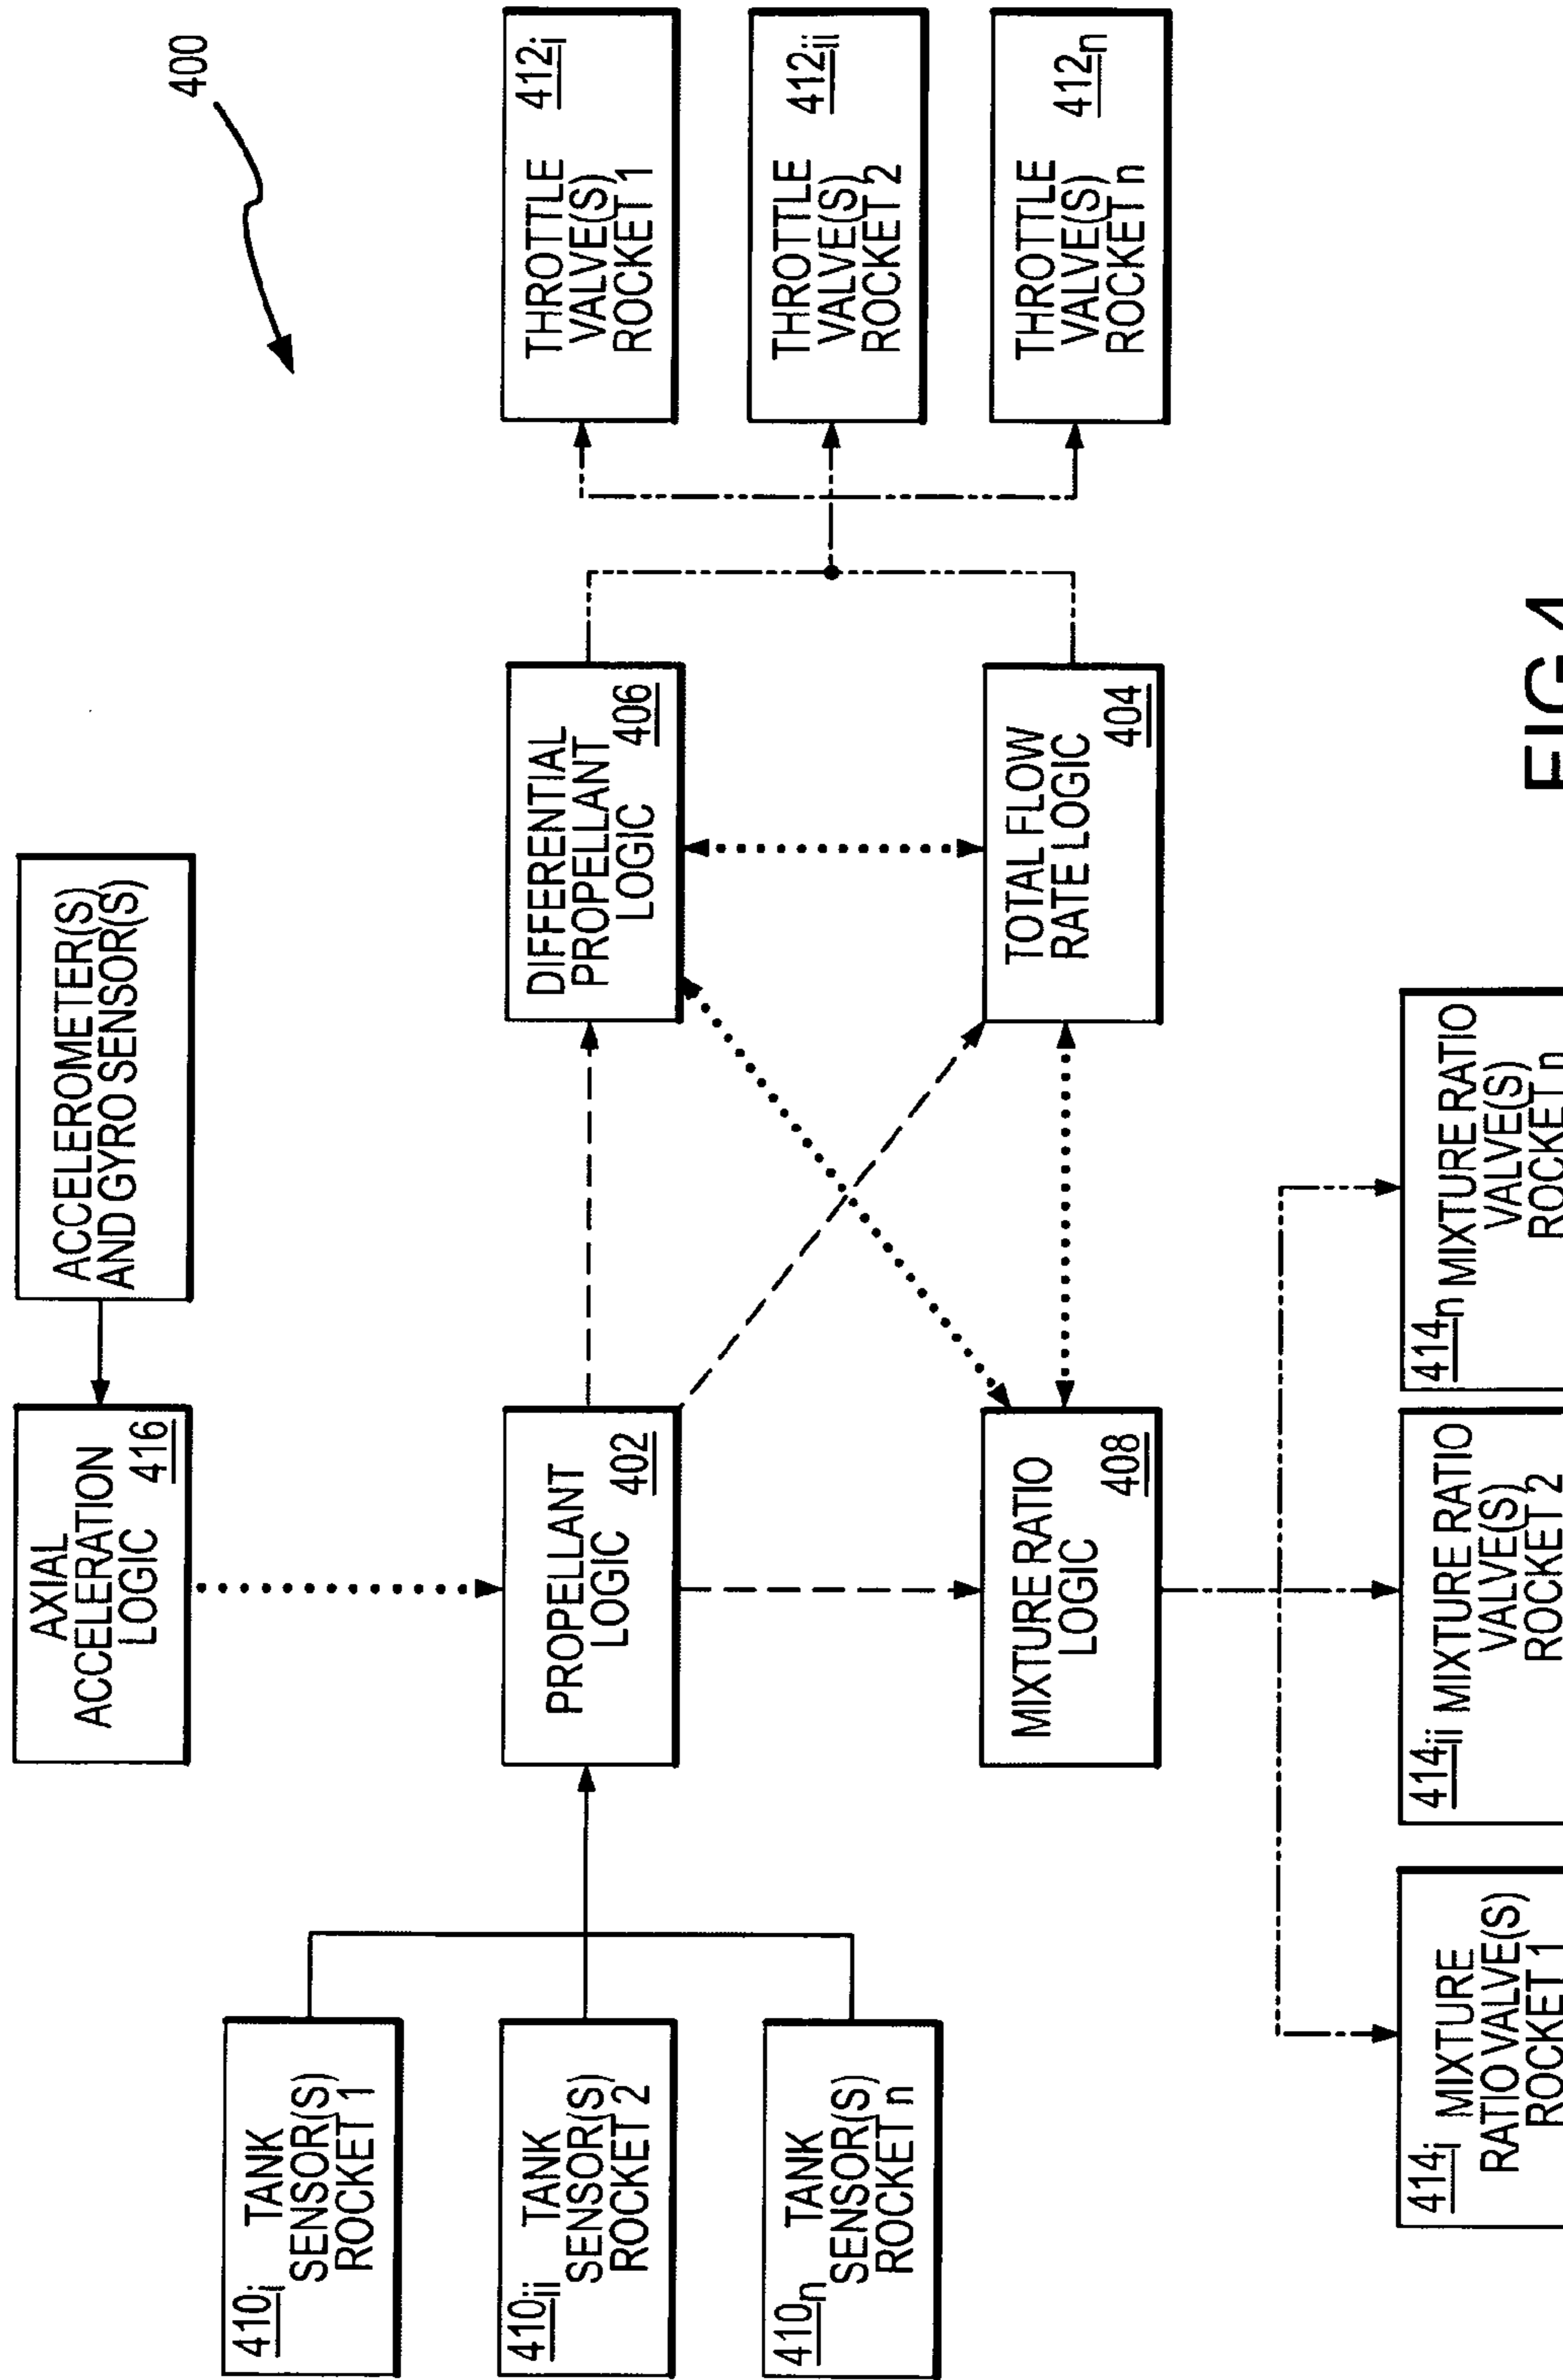 400
AXIAL
ACCELERATION
LOGIC
416
ACCELEROMETER(S)
AND GYRO SENSOR(S)
410i TANK
SENSOR(S)
ROCKET 1
410ii TANK
SENSOR(S)
ROCKET 2
410n TANK
SENSOR(S)
ROCKET n
PROPELLANT
LOGIC
402
DIFFERENTIAL
PROPELLANT
LOGIC 406
THROTTLE 412i
VALVE(S)
ROCKET 1
THROTTLE 412ii
VALVE(S)
ROCKET 2
THROTTLE 412n
VALVE(S)
ROCKET n
MIXTURE RATIO
LOGIC
408
TOTAL FLOW
RATE LOGIC
404
414i MIXTURE
RATIO VALVE(S)
ROCKET 1
414ii MIXTURE RATIO
VALVE(S)
ROCKET 2
414n MIXTURE RATIO
VALVE(S)
ROCKET n
FIG 4